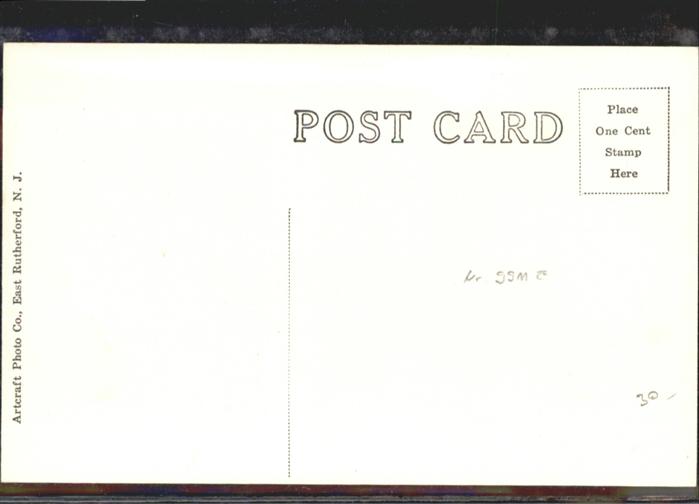 POST CARD
Place
One Cent
Stamp
Here
Artcraft Photo Co., East Rutherford, N. J.
30 -